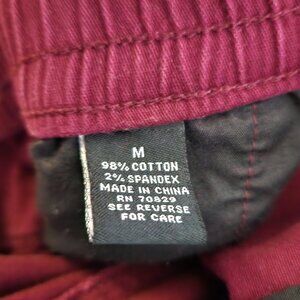 M
98% COTTON
2% SPANDEX
MADE IN CHINA
RN 70829
SEE REVERSE
FOR CARE